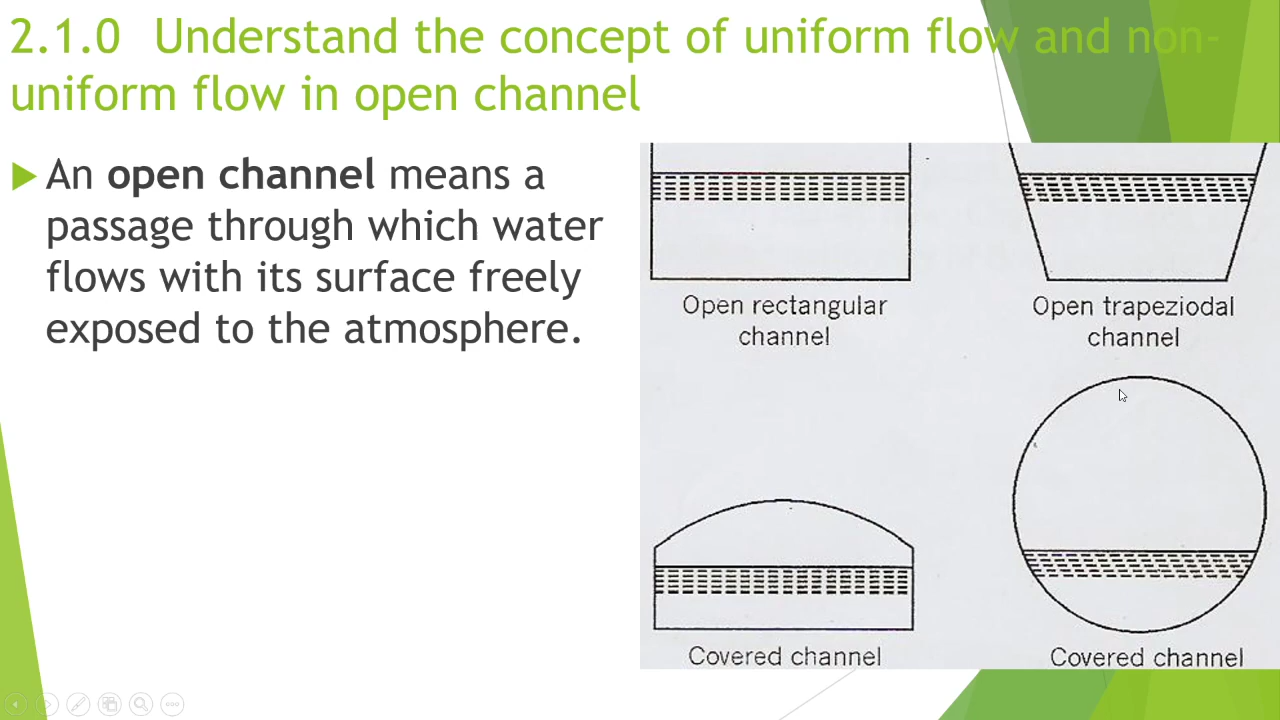 2.1.0 Understand the concept of uniform flow and non-
uniform flow in open channel
An open channel means a
passage through which water
flows with its surface freely
exposed to the atmosphere.
Open rectangular
channel
Open trapeziodal
channel
Covered channel
Covered channel